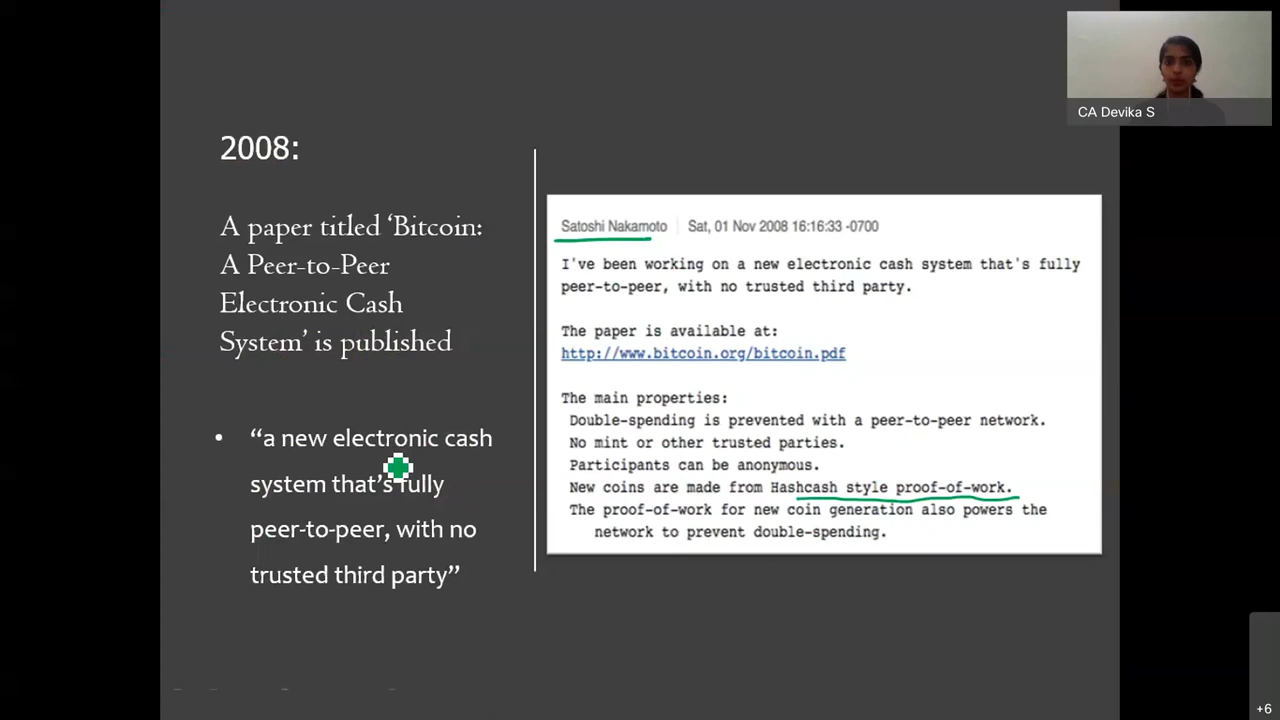 CA Devika S
2008:
A paper titled ‘Bitcoin:
A Peer-to-Peer
Electronic Cash
System’ is published
• “a new electronic cash
system that’s fully
peer-to-peer, with no
trusted third party”
Satoshi Nakamoto | Sat, 01 Nov 2008 16:16:33 -0700
I've been working on a new electronic cash system that's fully
peer-to-peer, with no trusted third party.
The paper is available at:
http://www.bitcoin.org/bitcoin.pdf
The main properties:
Double-spending is prevented with a peer-to-peer network.
No mint or other trusted parties.
Participants can be anonymous.
New coins are made from Hashcash style proof-of-work.
The proof-of-work for new coin generation also powers the
network to prevent double-spending.
+6